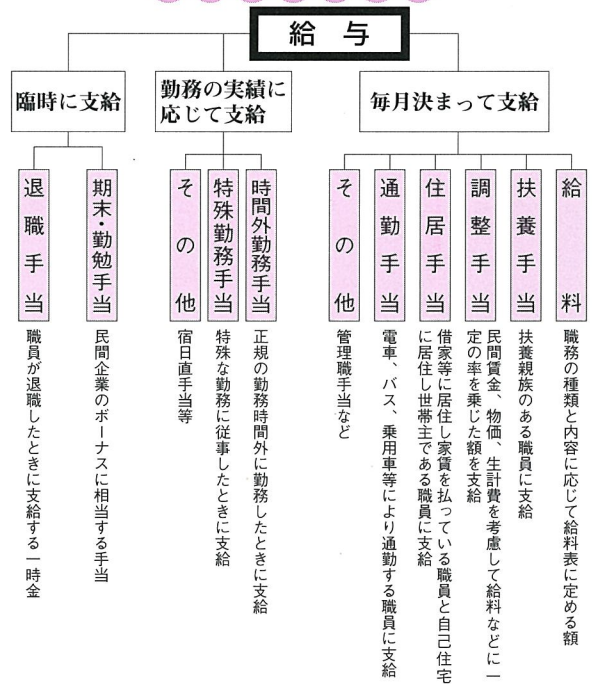 給与
毎月決まって支給
給料
職務の種類と内容に応じて給料表に定める額
扶養手当
扶養親族のある職員に支給
調整手当
民間賃金、物価、生計費を考慮して給料などに一
定の率を乗じた額を支給
住居手当
借家等に居住し家賃を払っている職員と自己住宅
に居住し世帯主である職員に支給
通勤手当
電車、バス、乗用車等により通勤する職員に支給
その他
管理職手当など
勤務の実績に
応じて支給
時間外勤務手当
正規の勤務時間外に勤務したときに支給
特殊勤務手当
特殊な勤務に従事したときに支給
その他
宿日直手当等
臨時に支給
期末・勤勉手当
民間企業のボーナスに相当する手当
退職手当
職員が退職したときに支給する一時金